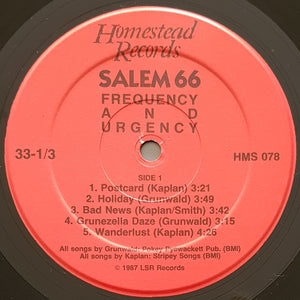 Homestead
Records
SALEM 66
FREQUENCY
AND
URGENCY
33-1/3
HMS 078
SIDE 1
1. Postcard (Kaplan) 3:21
2. Holiday (Grunwald) 3:49
3. Bad News (Kaplan/Smith) 3:42
4. Grunezella Daze (Grunwald) 3:31
5. Wanderlust (Kaplan) 4:26
All songs by Grunwald: Pokey Pyewackett Pub. (BMI)
All songs by Kaplan: Stripsy Songs (BMI)
© 1987 LSR Records